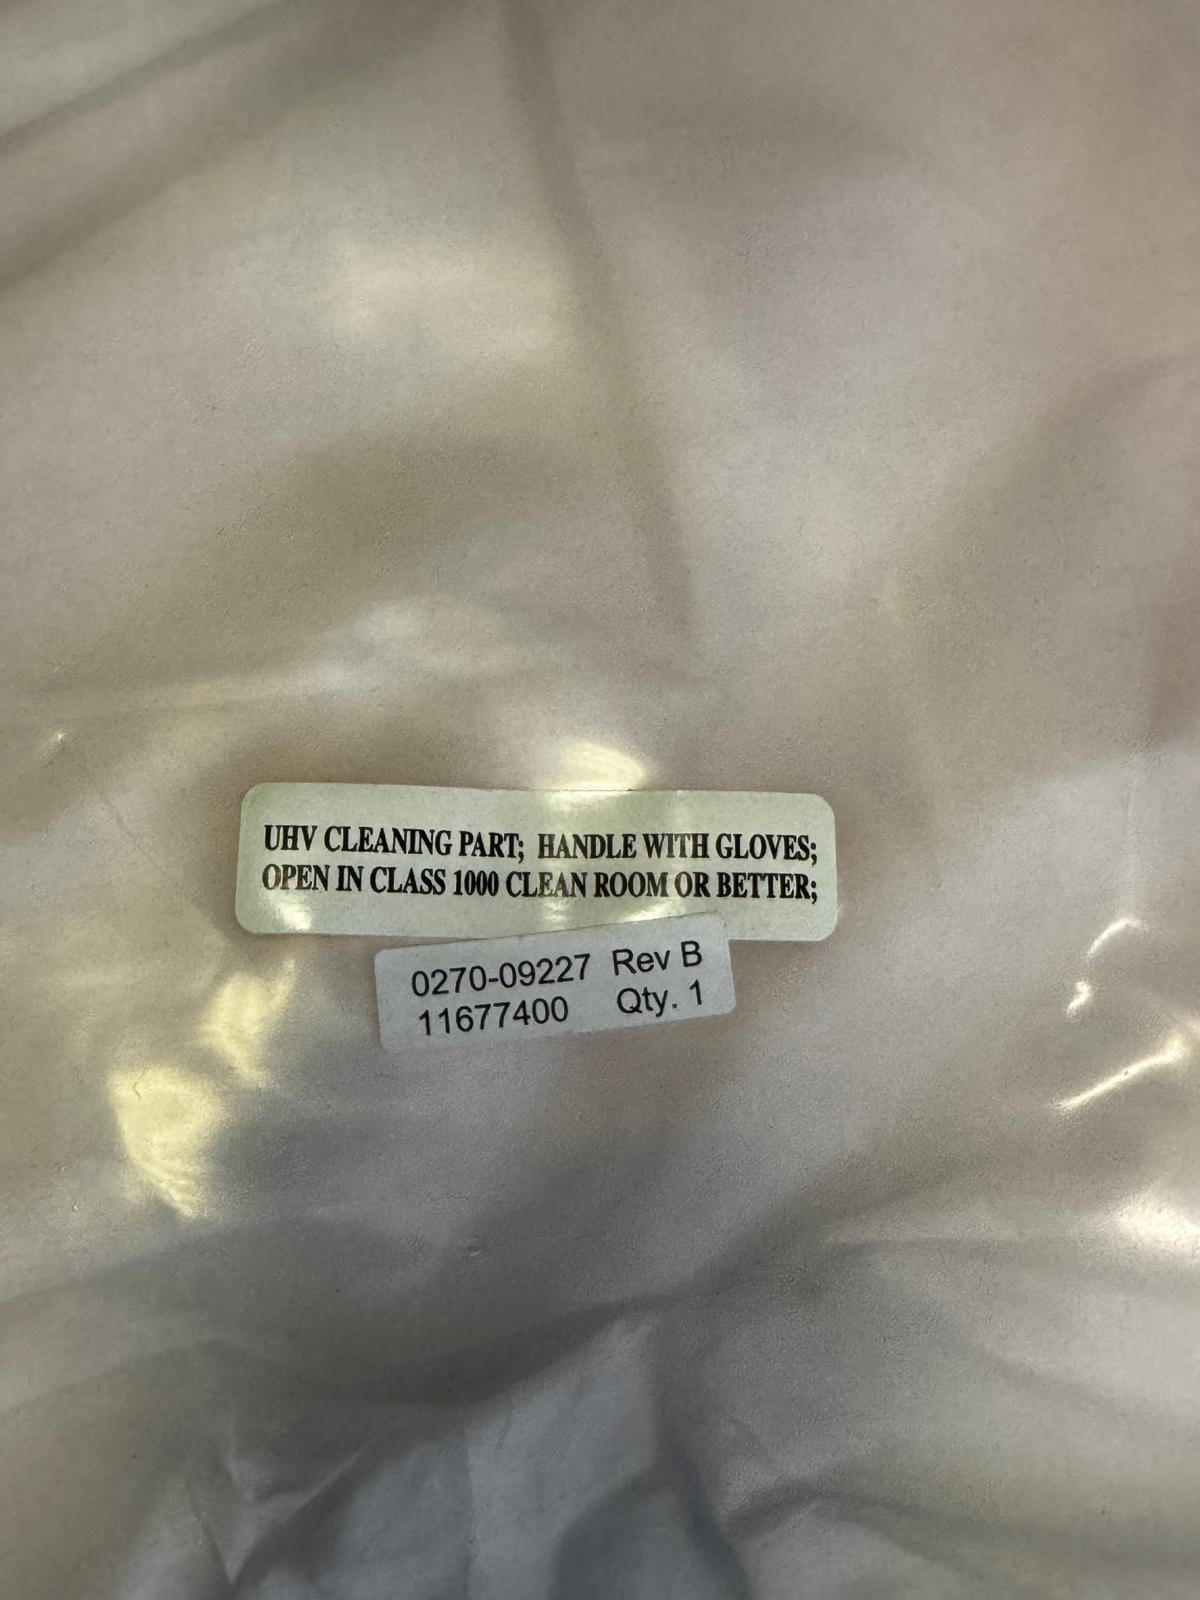 UHV CLEANING PART; HANDLE WITH GLOVES;
OPEN IN CLASS 1000 CLEAN ROOM OR BETTER;
0270-09227 Rev B
11677400 Qty. 1